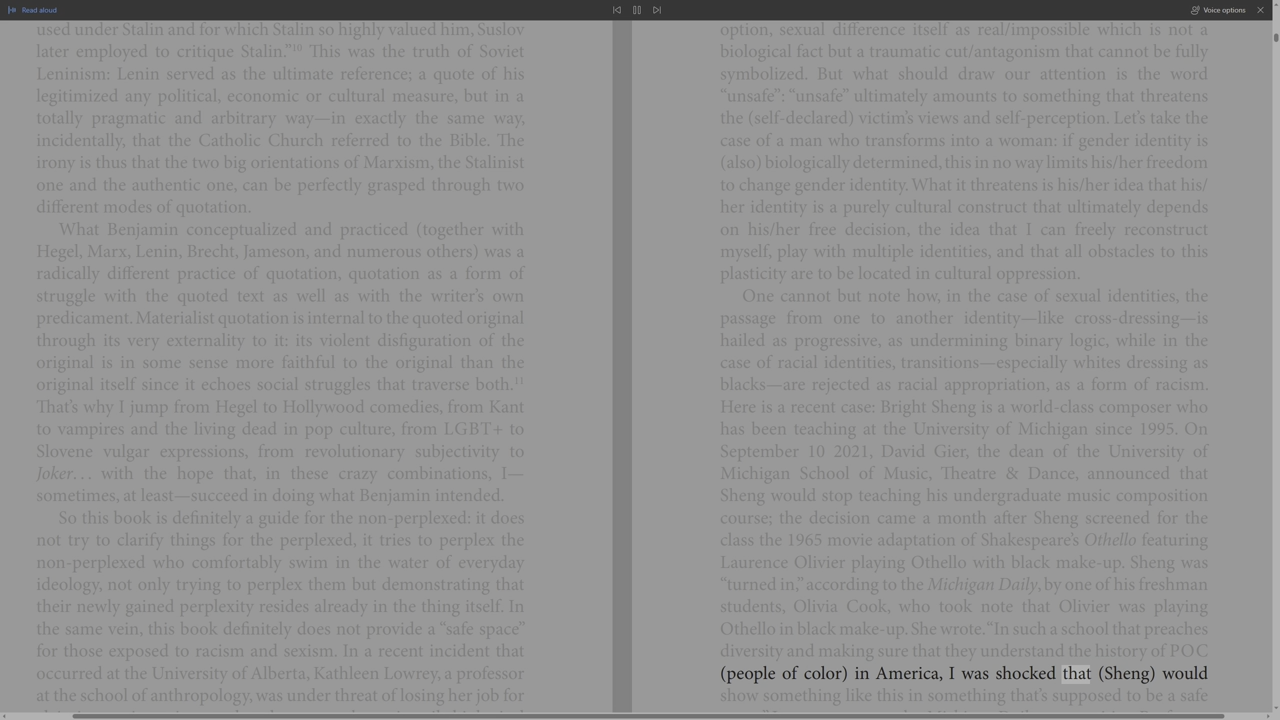 Read aloud
Voice options
used under Stalin and for which Stalin so highly valued him, Suslov
later employed to critique Stalin.”10 This was the truth of Soviet
Leninism: Lenin served as the ultimate reference; a quote of his
legitimized any political, economic or cultural measure, but in a
totally pragmatic and arbitrary way—in exactly the same way,
incidentally, that the Catholic Church referred to the Bible. The
irony is thus that the two big orientations of Marxism, the Stalinist
one and the authentic one, can be perfectly grasped through two
different modes of quotation.
What Benjamin conceptualized and practiced (together with
Hegel, Marx, Lenin, Brecht, Jameson, and numerous others) was a
radically different practice of quotation, quotation as a form of
struggle with the quoted text as well as with the writer’s own
predicament. Materialist quotation is internal to the quoted original
through its very externality to it: its violent disfiguration of the
original is in some sense more faithful to the original than the
original itself since it echoes social struggles that traverse both.11
That’s why I jump from Hegel to Hollywood comedies, from Kant
to vampires and the living dead in pop culture, from LGBT+ to
Slovene vulgar expressions, from revolutionary subjectivity to
Joker… with the hope that, in these crazy combinations, I—
sometimes, at least—succeed in doing what Benjamin intended.
So this book is definitely a guide for the non-perplexed: it does
not try to clarify things for the perplexed, it tries to perplex the
non-perplexed who comfortably swim in the water of everyday
ideology, not only trying to perplex them but demonstrating that
their newly gained perplexity resides already in the thing itself. In
the same vein, this book definitely does not provide a “safe space”
for those exposed to racism and sexism. In a recent incident that
occurred at the University of Alberta, Kathleen Lowrey, a professor
at the school of anthropology, was under threat of losing her job for
option, sexual difference itself as real/impossible which is not a
biological fact but a traumatic cut/antagonism that cannot be fully
symbolized. But what should draw our attention is the word
“unsafe”: “unsafe” ultimately amounts to something that threatens
the (self-declared) victim’s views and self-perception. Let’s take the
case of a man who transforms into a woman: if gender identity is
(also) biologically determined, this in no way limits his/her freedom
to change gender identity. What it threatens is his/her idea that his/
her identity is a purely cultural construct that ultimately depends
on his/her free decision, the idea that I can freely reconstruct
myself, play with multiple identities, and that all obstacles to this
plasticity are to be located in cultural oppression.
One cannot but note how, in the case of sexual identities, the
passage from one to another identity—like cross-dressing—is
hailed as progressive, as undermining binary logic, while in the
case of racial identities, transitions—especially whites dressing as
blacks—are rejected as racial appropriation, as a form of racism.
Here is a recent case: Bright Sheng is a world-class composer who
has been teaching at the University of Michigan since 1995. On
September 10 2021, David Gier, the dean of the University of
Michigan School of Music, Theatre & Dance, announced that
Sheng would stop teaching his undergraduate music composition
course; the decision came a month after Sheng screened for the
class the 1965 movie adaptation of Shakespeare’s Othello featuring
Laurence Olivier playing Othello with black make-up. Sheng was
“turned in,” according to the Michigan Daily, by one of his freshman
students, Olivia Cook, who took note that Olivier was playing
Othello in black make-up. She wrote. “In such a school that preaches
diversity and making sure that they understand the history of POC
(people of color) in America, I was shocked that (Sheng) would
show something like this in something that’s supposed to be a safe